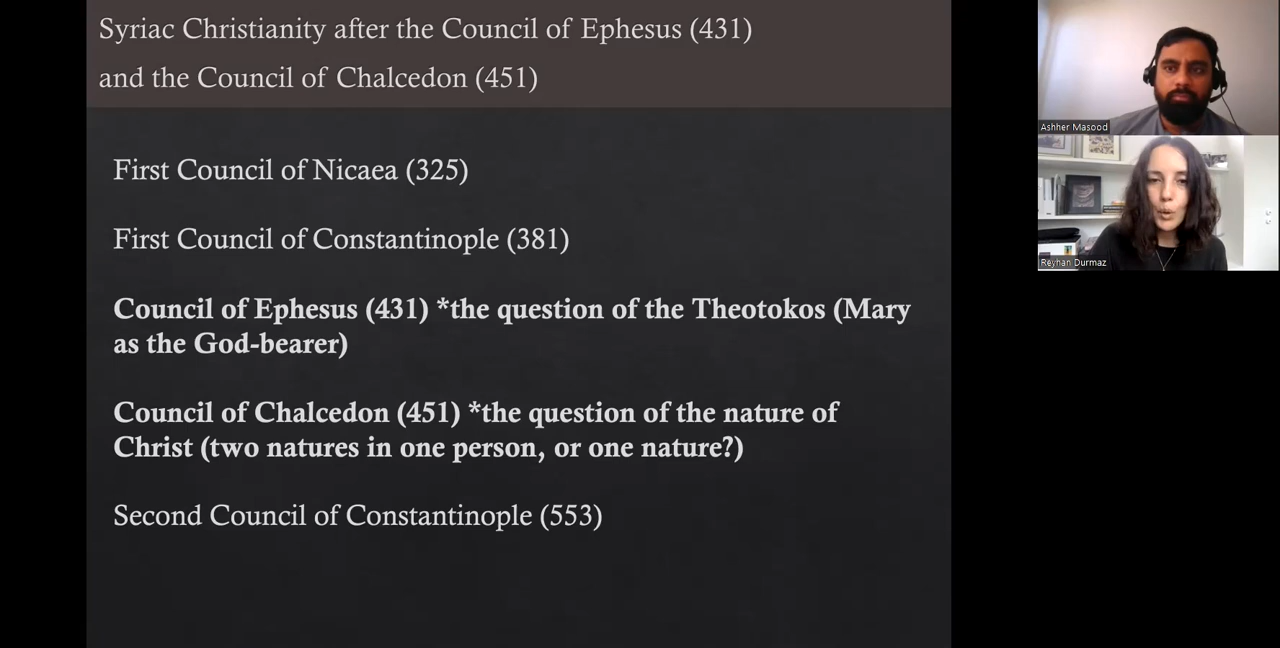 Syriac Christianity after the Council of Ephesus (431)
and the Council of Chalcedon (451)
First Council of Nicaea (325)
First Council of Constantinople (381)
Council of Ephesus (431) *the question of the Theotokos (Mary
as the God-bearer)
Council of Chalcedon (451) *the question of the nature of
Christ (two natures in one person, or one nature?)
Second Council of Constantinople (553)
Ashher Masood
Reyhan Durmaz